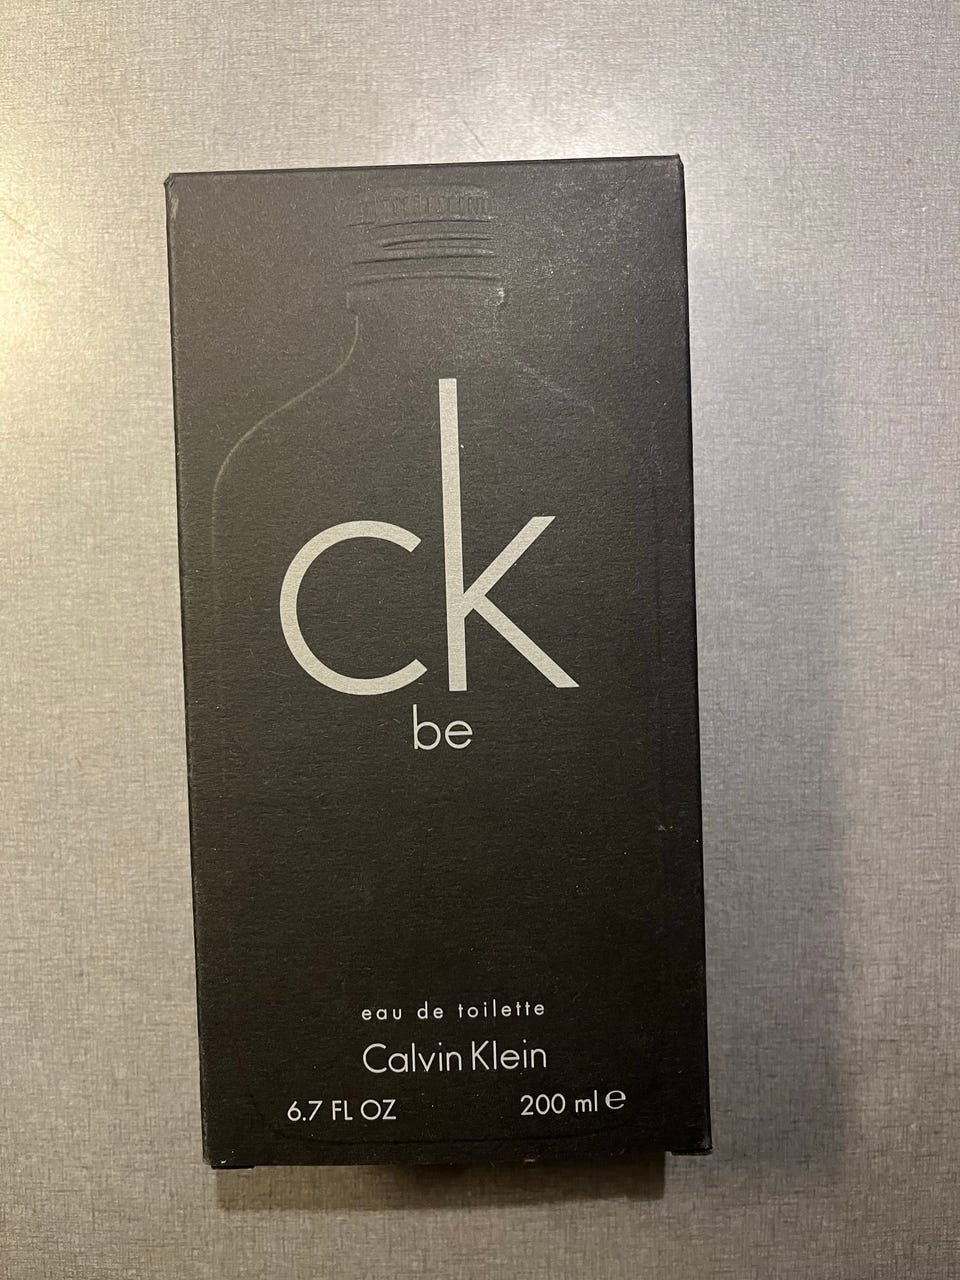 ck
be
eau de toilette
Calvin Klein
6.7 FL OZ 200 ml ℮